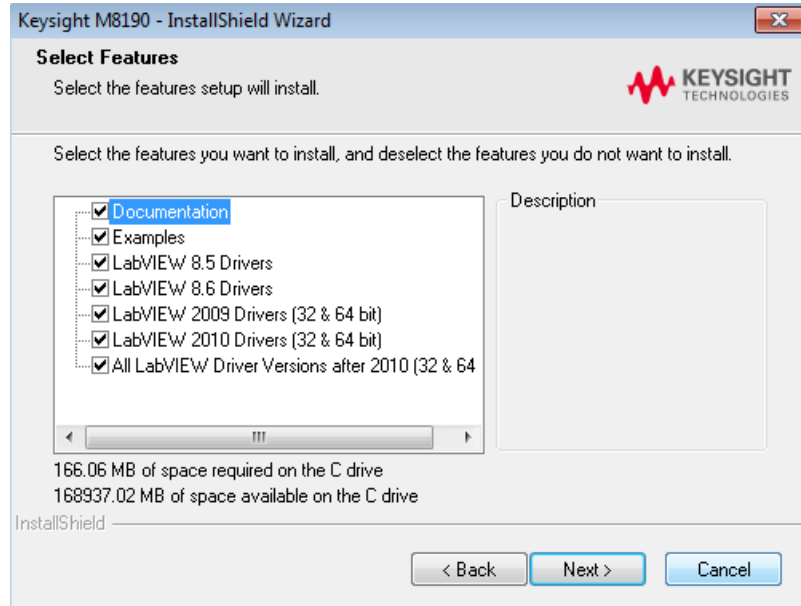 Keysight M8190 - InstallShield Wizard
Select Features
Select the features setup will install.
KEYSIGHT
TECHNOLOGIES
Select the features you want to install, and deselect the features you do not want to install.
Documentation
Examples
LabVIEW 8.5 Drivers
LabVIEW 8.6 Drivers
LabVIEW 2009 Drivers (32 & 64 bit)
LabVIEW 2010 Drivers (32 & 64 bit)
All LabVIEW Driver Versions after 2010 (32 & 64
Description
166.06 MB of space required on the C drive
168937.02 MB of space available on the C drive
InstallShield
< Back
Next >
Cancel